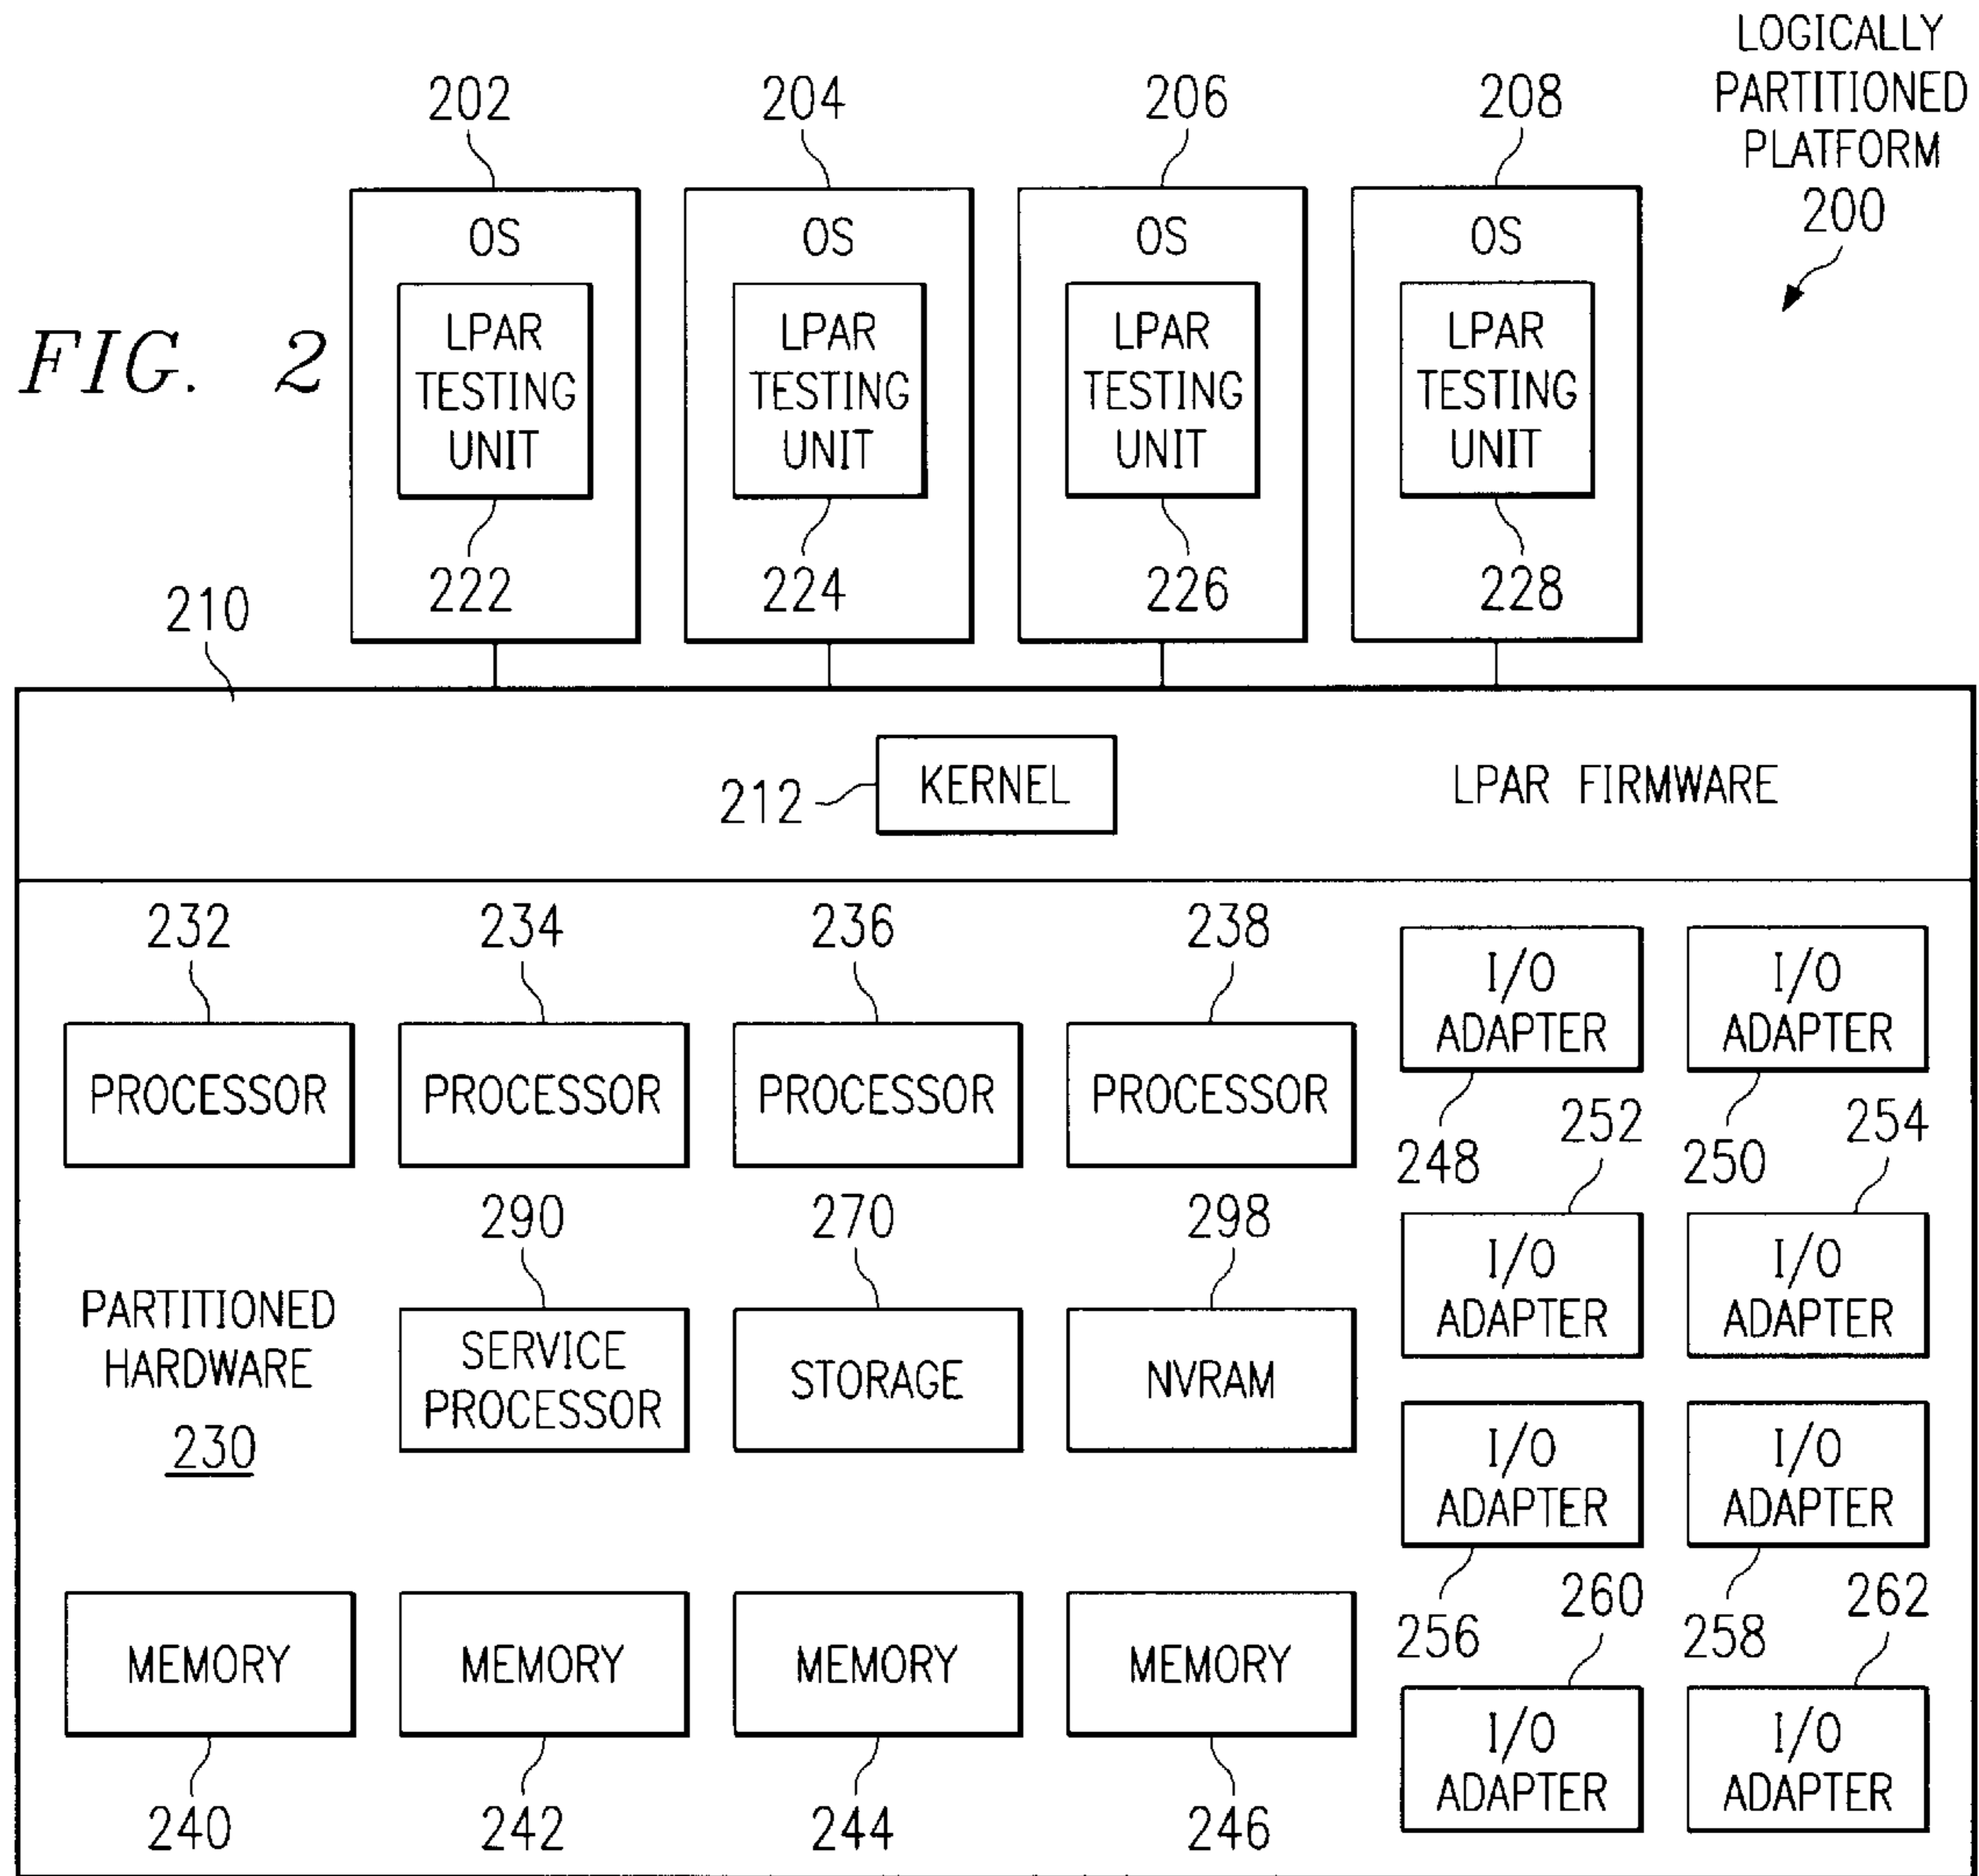 LOGICALLY
PARTITIONED
PLATFORM
200
202
204
206
208
FIG. 2
OS
LPAR
TESTING
UNIT
222
OS
LPAR
TESTING
UNIT
224
OS
LPAR
TESTING
UNIT
226
OS
LPAR
TESTING
UNIT
228
210
212
KERNEL
LPAR FIRMWARE
232
PROCESSOR
234
PROCESSOR
236
PROCESSOR
238
PROCESSOR
I/O
ADAPTER
248
I/O
ADAPTER
250
PARTITIONED
HARDWARE
230
290
SERVICE
PROCESSOR
270
STORAGE
298
NVRAM
252
I/O
ADAPTER
254
I/O
ADAPTER
I/O
ADAPTER
256
I/O
ADAPTER
258
MEMORY
240
MEMORY
242
MEMORY
244
MEMORY
246
260
I/O
ADAPTER
262
I/O
ADAPTER